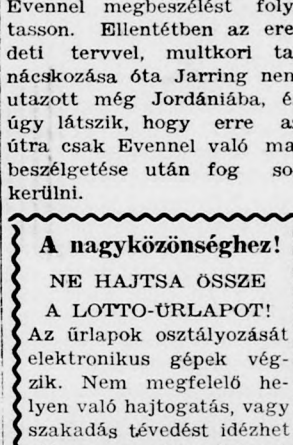 Evennel megbeszélést foly
tasson. Ellentétben az ere
deti tervvel, multkori ta
nácskozása óta Jarring nem
utazott még Jordániába, é
úgy látszik, hogy erre a
útra csak Evennel való ma
beszélgetése után fog so
kerülni.
A nagyközönséghez!
NE HAJTSA ÖSSZE
A LOTTO-ŰRLAPOT!
Az űrlapok osztályozását
elektronikus gépek vég-
zik. Nem megfelelő he-
lyen való hajtogatás, vagy
szakadás tévedést idézhet